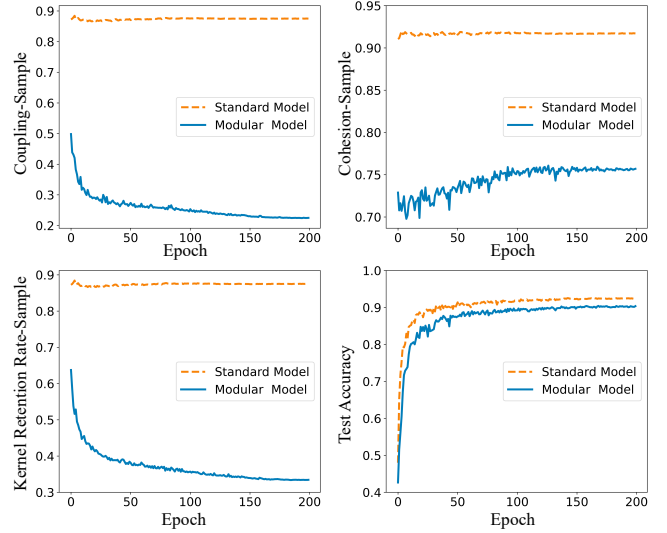 Coupling-Sample
0.9
0.8
0.7
0.6
0.5
0.4
0.3
0.2
Standard Model
Modular Model
0 50 100 150 200
Epoch
Cohesion-Sample
0.95
0.90
0.85
0.80
0.75
0.70
Standard Model
Modular Model
0 50 100 150 200
Epoch
Kernel Retention Rate-Sample
0.9
0.8
0.7
0.6
0.5
0.4
0.3
Standard Model
Modular Model
0 50 100 150 200
Epoch
Test Accuracy
1.0
0.9
0.8
0.7
0.6
0.5
0.4
Standard Model
Modular Model
0 50 100 150 200
Epoch